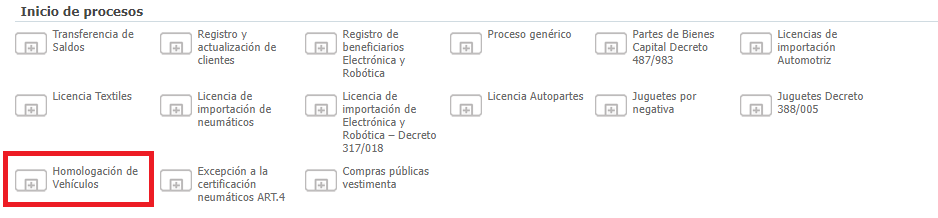 Inicio de procesos
Transferencia de
Saldos
Registro y
actualización de
clientes
Registro de
beneficiarios
Electrónica y
Robótica
Proceso genérico
Partes de Bienes
Capital Decreto
487/983
Licencias de
importación
Automotriz
Licencia Textiles
Licencia de
importación de
neumáticos
Licencia de
importación de
Electrónica y
Robótica – Decreto
317/018
Licencia Autopartes
Juguetes por
negativa
Juguetes Decreto
388/005
Homologación de
Vehículos
Excepción a la
certificación
neumáticos ART.4
Compras públicas
vestimenta